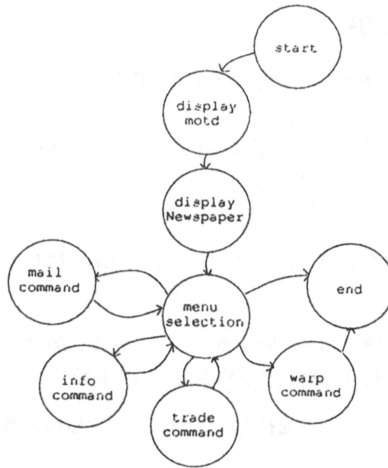 start
display
motd
display
Newspaper
mail
command
menu
selection
end
info
command
trade
command
warp
command